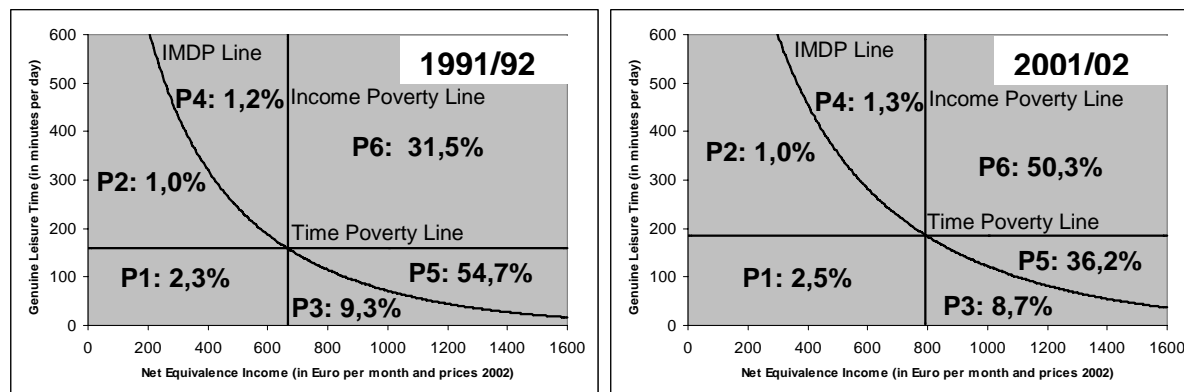 Genuine Leisure Time (in minutes per day)
600
500
400
300
200
100
0
IMDP Line
1991/92
P4: 1,2%
Income Poverty Line
P6: 31,5%
P2: 1,0%
Time Poverty Line
P1: 2,3%
P5: 54,7%
P3: 9,3%
0 200 400 600 800 1000 1200 1400 1600
Net Equivalence Income (in Euro per month and prices 2002)
Genuine Leisure Time (in minutes per day)
600
500
400
300
200
100
0
IMDP Line
2001/02
P4: 1,3%
Income Poverty Line
P2: 1,0%
P6: 50,3%
Time Poverty Line
P5: 36,2%
P1: 2,5%
P3: 8,7%
0 200 400 600 800 1000 1200 1400 1600
Net Equivalence Income (in Euro per month and prices 2002)